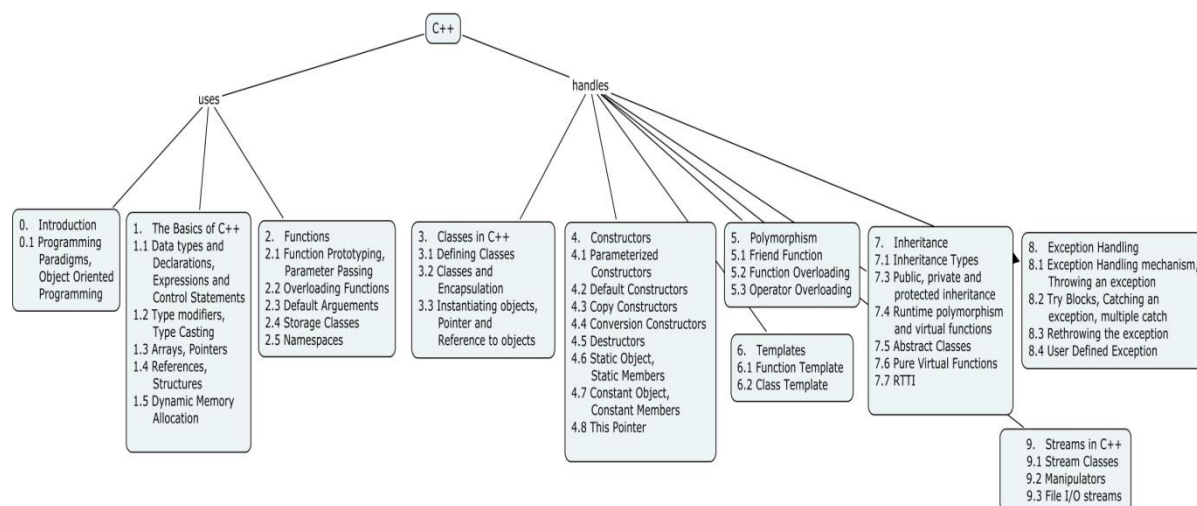 C++
uses
handles
0. Introduction
0.1 Programming
Paradigms,
Object Oriented
Programming
1. The Basics of C++
1.1 Data types and
Declarations,
Expressions and
Control Statements
1.2 Type modifiers,
Type Casting
1.3 Arrays, Pointers
1.4 References,
Structures
1.5 Dynamic Memory
Allocation
2. Functions
2.1 Function Prototyping,
Parameter Passing
2.2 Overloading Functions
2.3 Default Arguements
2.4 Storage Classes
2.5 Namespaces
3. Classes in C++
3.1 Defining Classes
3.2 Classes and
Encapsulation
3.3 Instantiating objects,
Pointer and
Reference to objects
4. Constructors
4.1 Parameterized
Constructors
4.2 Default Constructors
4.3 Copy Constructors
4.4 Conversion Constructors
4.5 Destructors
4.6 Static Object,
Static Members
4.7 Constant Object,
Constant Members
4.8 This Pointer
5. Polymorphism
5.1 Friend Function
5.2 Function Overloading
5.3 Operator Overloading
6. Templates
6.1 Function Template
6.2 Class Template
7. Inheritance
7.1 Inheritance Types
7.3 Public, private and
protected inheritance
7.4 Runtime polymorphism
and virtual functions
7.5 Abstract Classes
7.6 Pure Virtual Functions
7.7 RTTI
8. Exception Handling
8.1 Exception Handling mechanism,
Throwing an exception
8.2 Try Blocks, Catching an
exception, multiple catch
8.3 Rethrowing the exception
8.4 User Defined Exception
9. Streams in C++
9.1 Stream Classes
9.2 Manipulators
9.3 File I/O streams